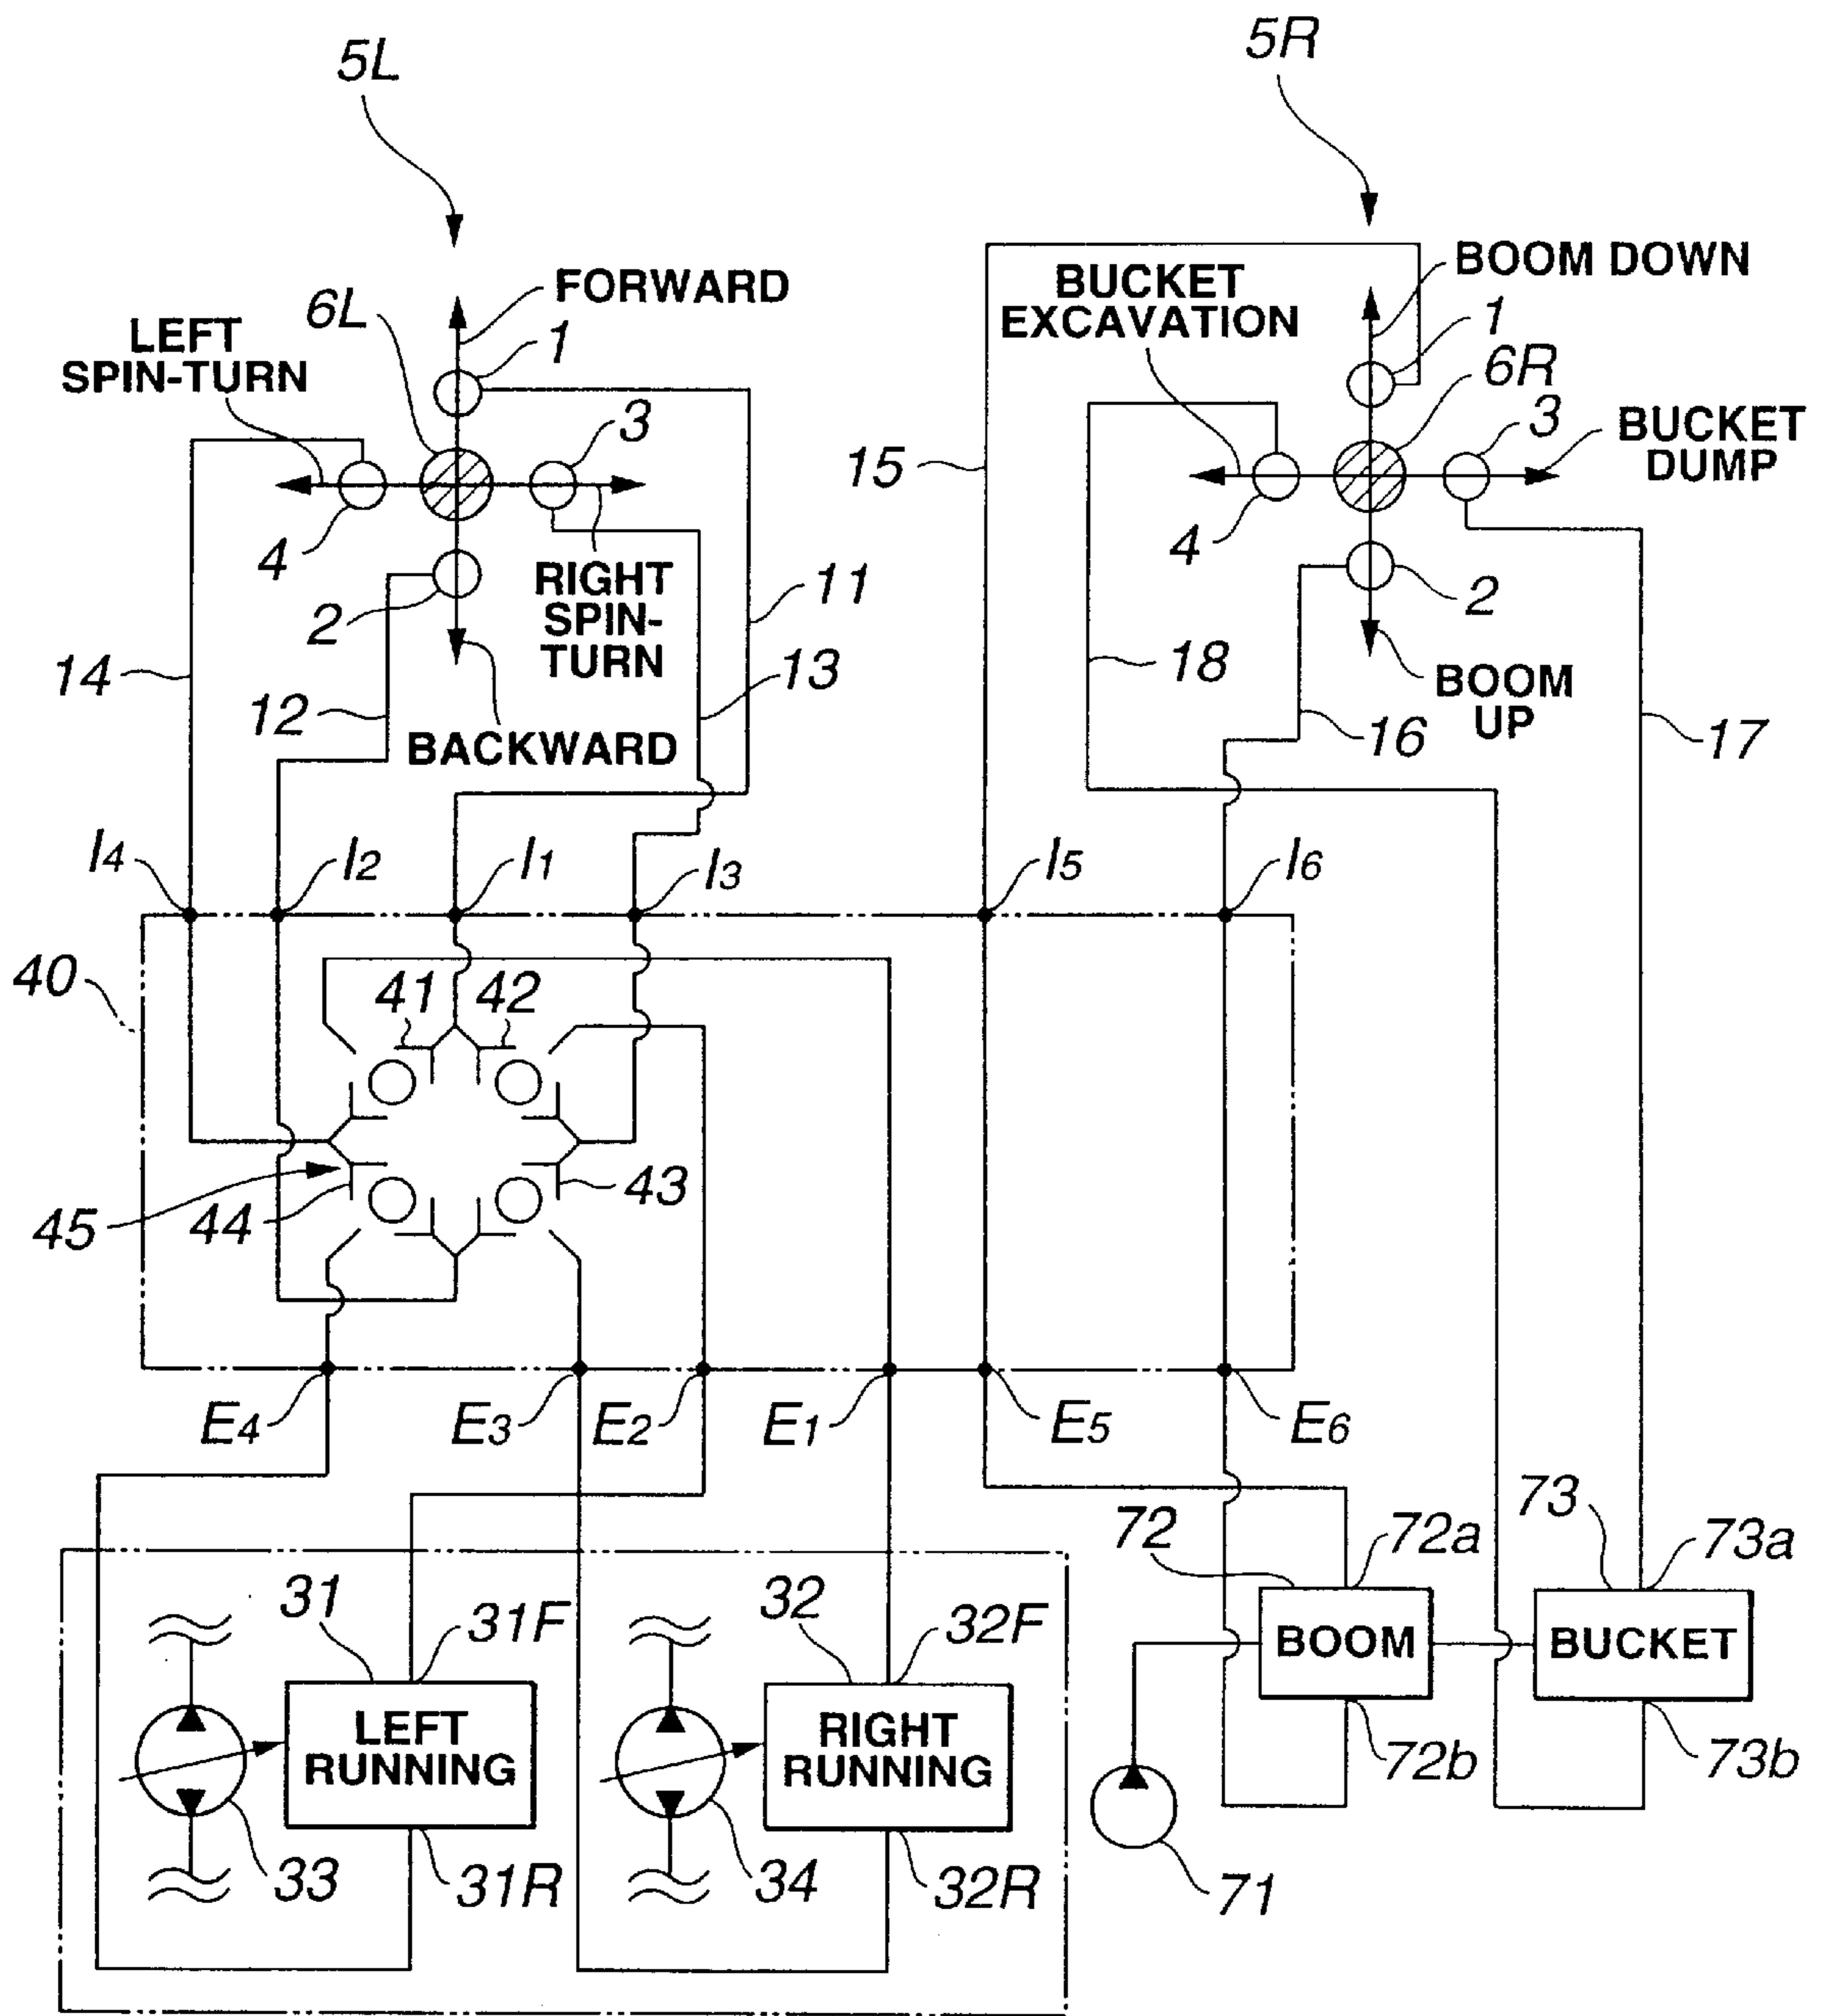 5L
5R
FORWARD
6L
1
LEFT
SPIN-TURN
3
4
2
RIGHT
SPIN-
TURN
11
13
14
12
BACKWARD
BOOM DOWN
BUCKET
EXCAVATION
1
6R
3
BUCKET
DUMP
15
4
2
18
BOOM
UP
16
17
I4
I2
I1
I3
I5
I6
40
41
42
43
44
45
E4
E3
E2
E1
E5
E6
31
31F
32
32F
72
72a
73
73a
LEFT
RUNNING
RIGHT
RUNNING
BOOM
BUCKET
33
31R
34
32R
71
72b
73b